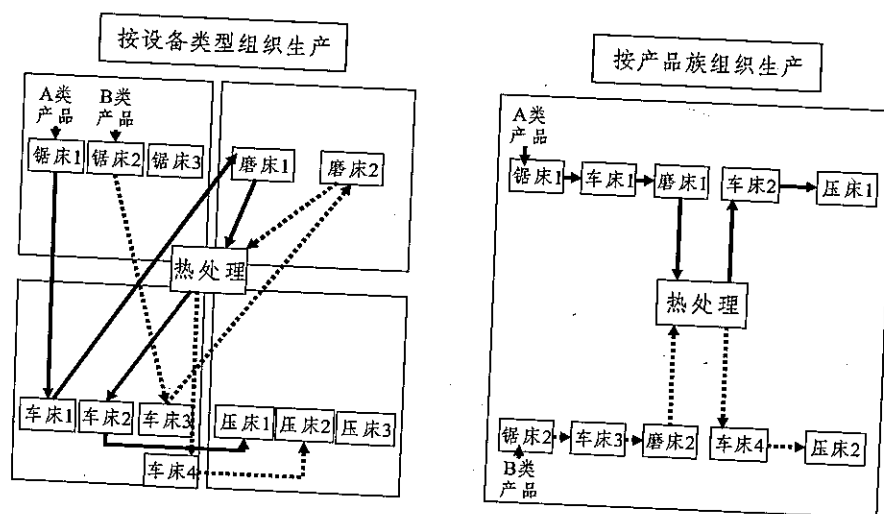 按设备类型组织生产
A类
产品
B类
产品
锯床1
锯床2
锯床3
磨床1
磨床2
热处理
车床1
车床2
车床3
压床1
压床2
压床3
车床4
按产品族组织生产
A类
产品
锯床1
车床1
磨床1
车床2
压床1
热处理
锯床2
车床3
磨床2
车床4
压床2
B类
产品